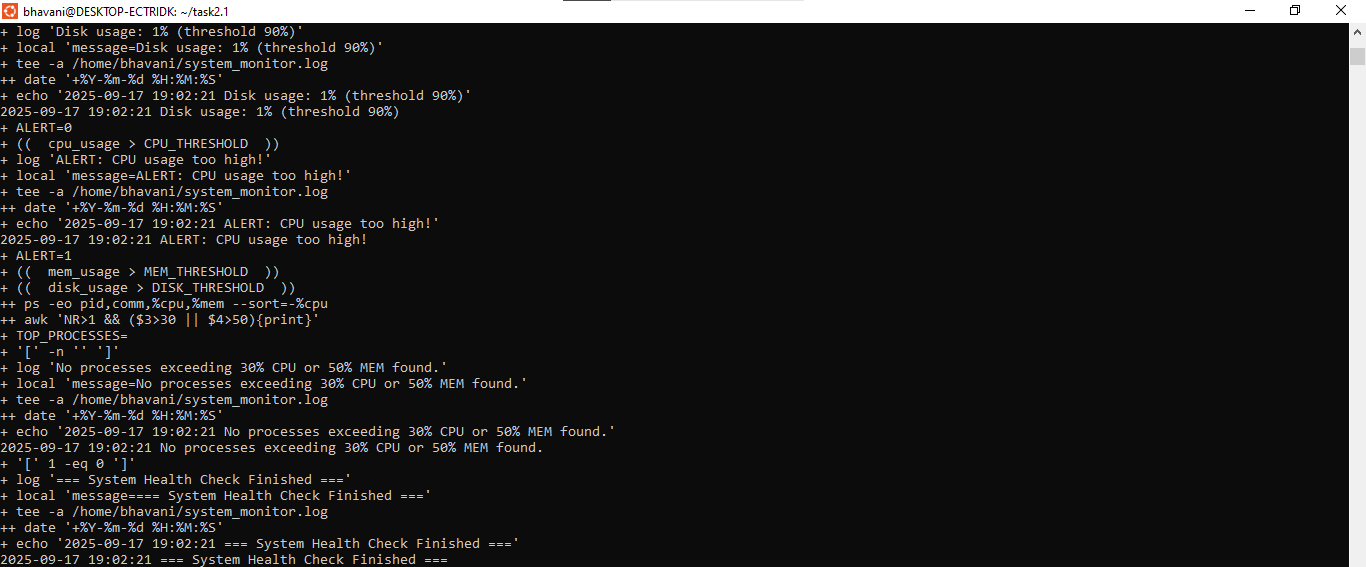 bhavani@DESKTOP-ECTRIDK: ~/task2.1
+ log 'Disk usage: 1% (threshold 90%)'
+ local 'message=Disk usage: 1% (threshold 90%)'
+ tee -a /home/bhavani/system_monitor.log
++ date '+%Y-%m-%d %H:%M:%S'
+ echo '2025-09-17 19:02:21 Disk usage: 1% (threshold 90%)'
2025-09-17 19:02:21 Disk usage: 1% (threshold 90%)
+ ALERT=0
+ ((  cpu_usage > CPU_THRESHOLD  ))
+ log 'ALERT: CPU usage too high!'
+ local 'message=ALERT: CPU usage too high!'
+ tee -a /home/bhavani/system_monitor.log
++ date '+%Y-%m-%d %H:%M:%S'
+ echo '2025-09-17 19:02:21 ALERT: CPU usage too high!'
2025-09-17 19:02:21 ALERT: CPU usage too high!
+ ALERT=1
+ ((  mem_usage > MEM_THRESHOLD  ))
+ ((  disk_usage > DISK_THRESHOLD  ))
++ ps -eo pid,comm,%cpu,%mem --sort=-%cpu
++ awk 'NR>1 && ($3>30 || $4>50){print}'
+ TOP_PROCESSES=
+ '[' -n '' ']'
+ log 'No processes exceeding 30% CPU or 50% MEM found.'
+ local 'message=No processes exceeding 30% CPU or 50% MEM found.'
+ tee -a /home/bhavani/system_monitor.log
++ date '+%Y-%m-%d %H:%M:%S'
+ echo '2025-09-17 19:02:21 No processes exceeding 30% CPU or 50% MEM found.'
2025-09-17 19:02:21 No processes exceeding 30% CPU or 50% MEM found.
+ '[' 1 -eq 0 ']'
+ log '=== System Health Check Finished ==='
+ local 'message==== System Health Check Finished ==='
+ tee -a /home/bhavani/system_monitor.log
++ date '+%Y-%m-%d %H:%M:%S'
+ echo '2025-09-17 19:02:21 === System Health Check Finished ==='
2025-09-17 19:02:21 === System Health Check Finished ===